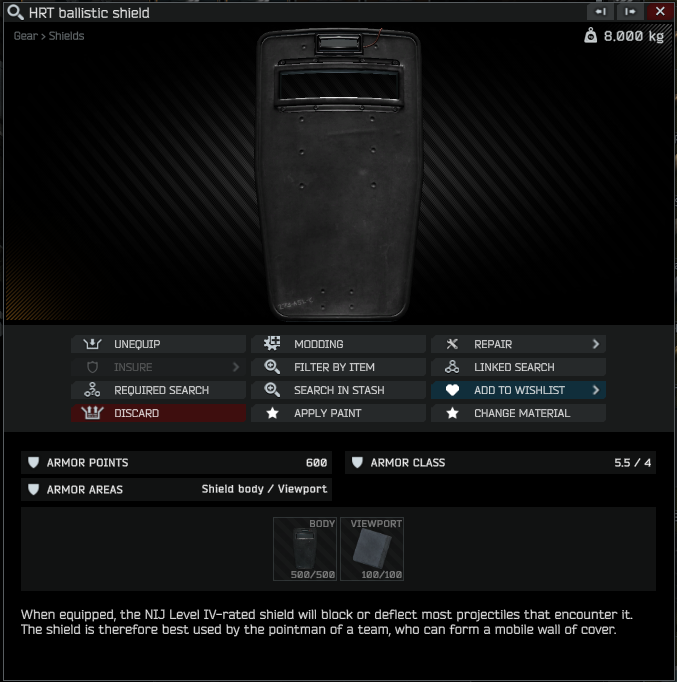 HRT ballistic shield
Gear > Shields
8.000 kg
UNEQUIP
MODDING
REPAIR
INSURE
FILTER BY ITEM
LINKED SEARCH
REQUIRED SEARCH
SEARCH IN STASH
ADD TO WISHLIST
DISCARD
APPLY PAINT
CHANGE MATERIAL
ARMOR POINTS 600
ARMOR CLASS 5.5 / 4
ARMOR AREAS Shield body / Viewport
BODY
500/500
VIEWPORT
100/100
When equipped, the NIJ Level IV-rated shield will block or deflect most projectiles that encounter it.
The shield is therefore best used by the pointman of a team, who can form a mobile wall of cover.